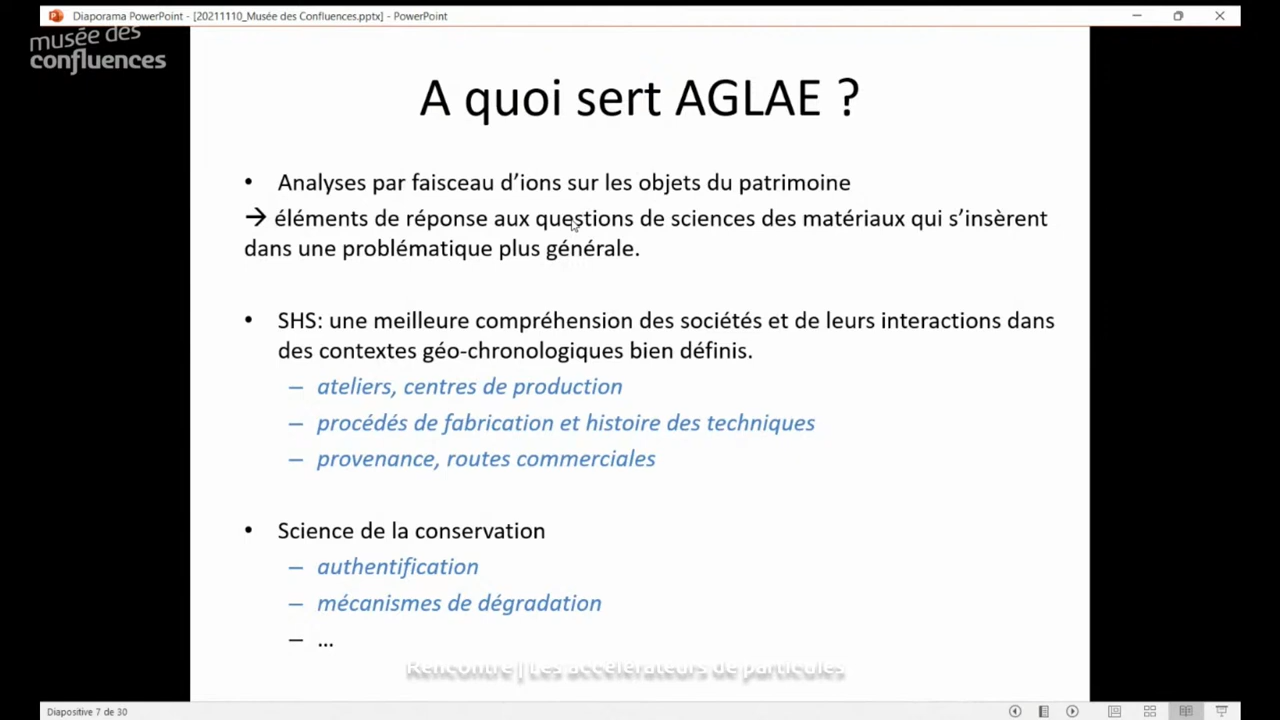 Diaporama PowerPoint - [20211110_Musée des Confluences.pptx] - PowerPoint
musée des
confluences
A quoi sert AGLAE ?
• Analyses par faisceau d’ions sur les objets du patrimoine
→ éléments de réponse aux questions de sciences des matériaux qui s’insèrent
dans une problématique plus générale.
• SHS: une meilleure compréhension des sociétés et de leurs interactions dans
des contextes géo-chronologiques bien définis.
– ateliers, centres de production
– procédés de fabrication et histoire des techniques
– provenance, routes commerciales
• Science de la conservation
– authentification
– mécanismes de dégradation
– ...
Rencontre | Les accélérateurs de particules
Diapositive 7 de 30